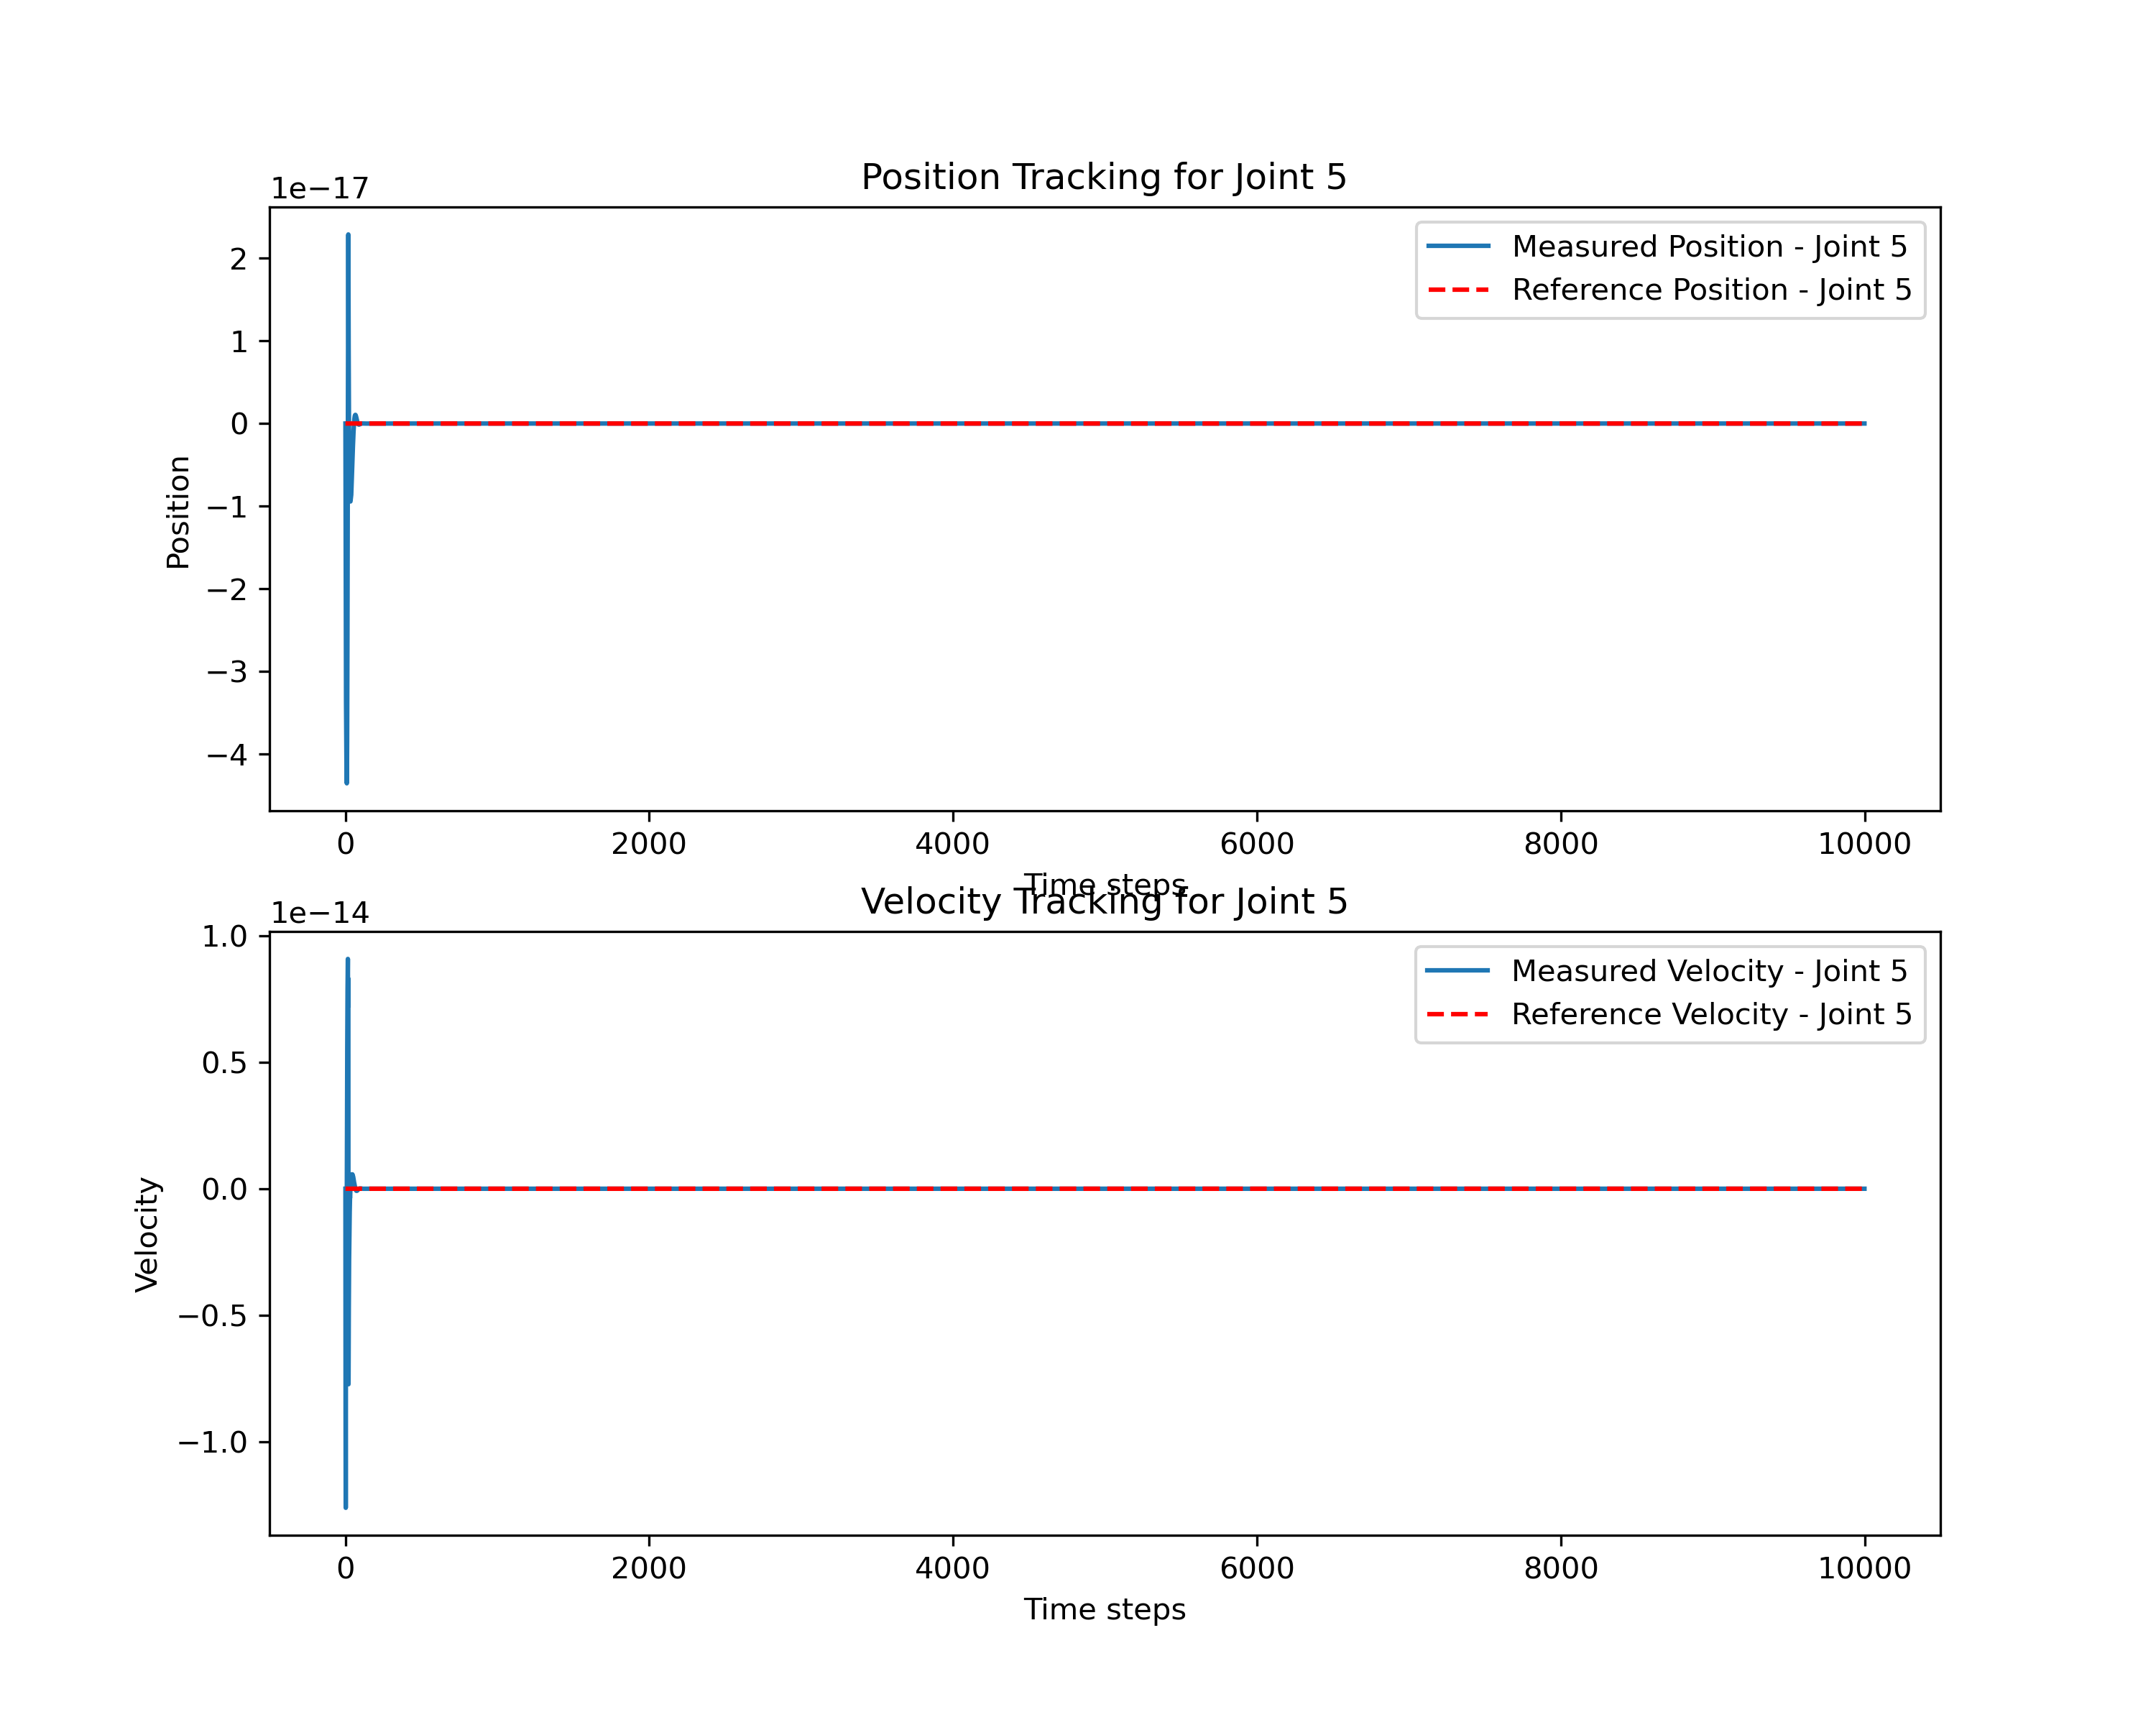 Position Tracking for Joint 5
1e−17
Measured Position - Joint 5
Reference Position - Joint 5
2
1
0
−1
−2
−3
−4
Position
0 2000 4000 6000 8000 10000
Time steps
Velocity Tracking for Joint 5
1e−14
Measured Velocity - Joint 5
Reference Velocity - Joint 5
1.0
0.5
0.0
−0.5
−1.0
Velocity
0 2000 4000 6000 8000 10000
Time steps